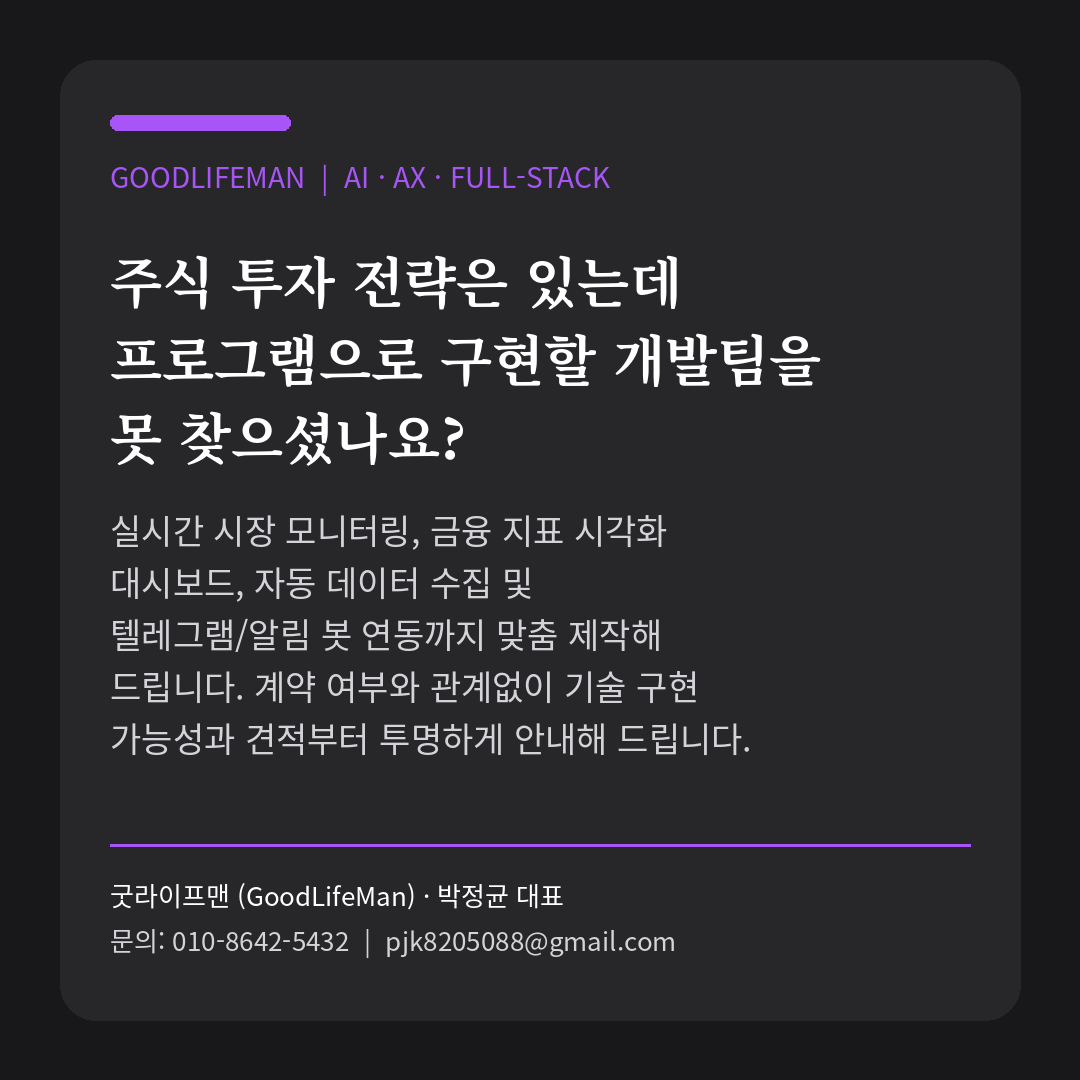 GOODLIFEMAN | AI · AX · FULL-STACK
주식 투자 전략은 있는데
프로그램으로 구현할 개발팀을
못 찾으셨나요?
실시간 시장 모니터링, 금융 지표 시각화
대시보드, 자동 데이터 수집 및
텔레그램/알림 봇 연동까지 맞춤 제작해
드립니다. 계약 여부와 관계없이 기술 구현
가능성과 견적부터 투명하게 안내해 드립니다.
굿라이프맨 (GoodLifeMan) · 박정균 대표
문의: 010-8642-5432 | pjk8205088@gmail.com